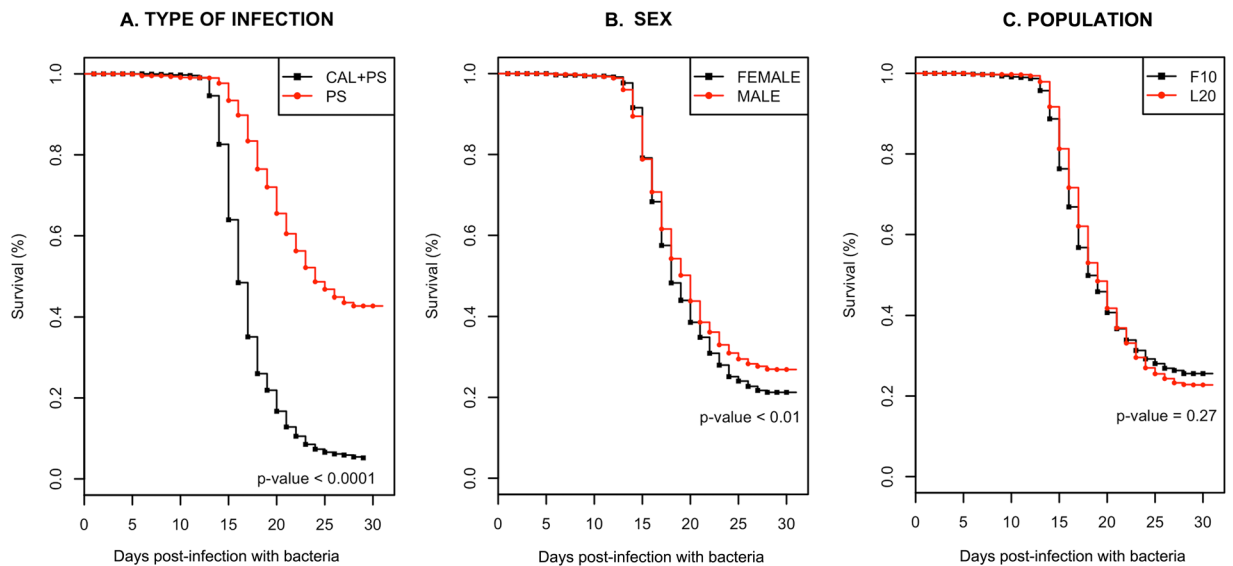 A. TYPE OF INFECTION
CAL+PS
PS
1.0
0.8
0.6
0.4
0.2
0.0
Survival (%)
p-value < 0.0001
0 5 10 15 20 25 30
Days post-infection with bacteria
B. SEX
FEMALE
MALE
1.0
0.8
0.6
0.4
0.2
0.0
Survival (%)
p-value < 0.01
0 5 10 15 20 25 30
Days post-infection with bacteria
C. POPULATION
F10
L20
1.0
0.8
0.6
0.4
0.2
0.0
Survival (%)
p-value = 0.27
0 5 10 15 20 25 30
Days post-infection with bacteria